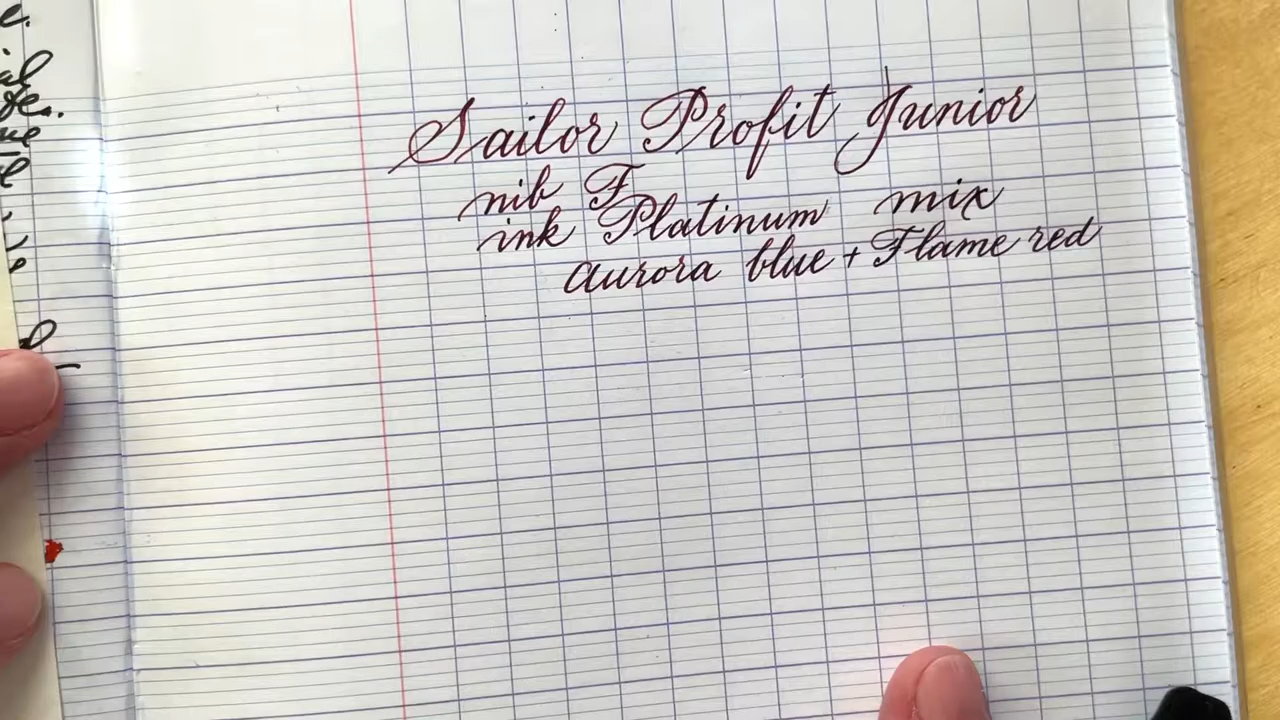 Sailor Profit Junior
nib F
ink Platinum mix
Aurora blue + Flame red